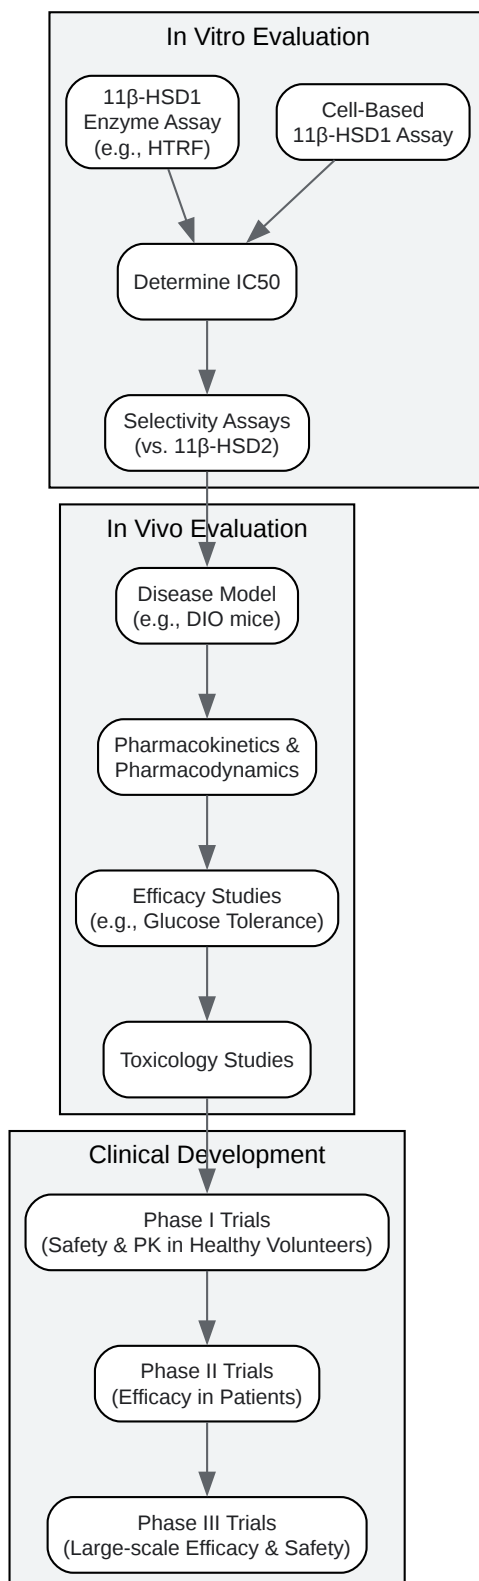 In Vitro Evaluation
11β-HSD1
Enzyme Assay
(e.g., HTRF)
Cell-Based
11β-HSD1 Assay
Determine IC50
Selectivity Assays
(vs. 11β-HSD2)
In Vivo Evaluation
Disease Model
(e.g., DIO mice)
Pharmacokinetics &
Pharmacodynamics
Efficacy Studies
(e.g., Glucose Tolerance)
Toxicology Studies
Clinical Development
Phase I Trials
(Safety & PK in Healthy Volunteers)
Phase II Trials
(Efficacy in Patients)
Phase III Trials
(Large-scale Efficacy & Safety)